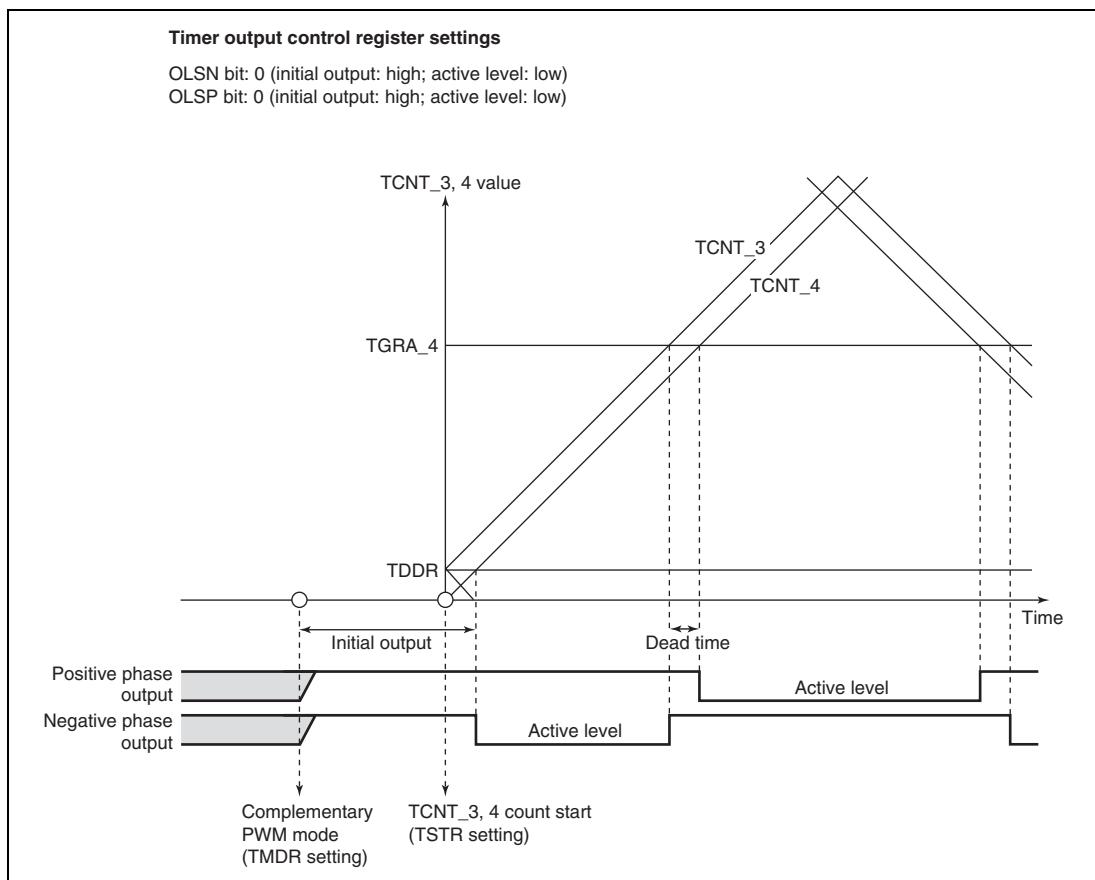 Timer output control register settings
OLSN bit: 0 (initial output: high; active level: low)
OLSP bit: 0 (initial output: high; active level: low)
TCNT_3, 4 value
TCNT_3
TCNT_4
TGRA_4
TDDR
Time
Initial output
Dead time
Positive phase
output
Active level
Negative phase
output
Active level
Complementary
PWM mode
(TMDR setting)
TCNT_3, 4 count start
(TSTR setting)